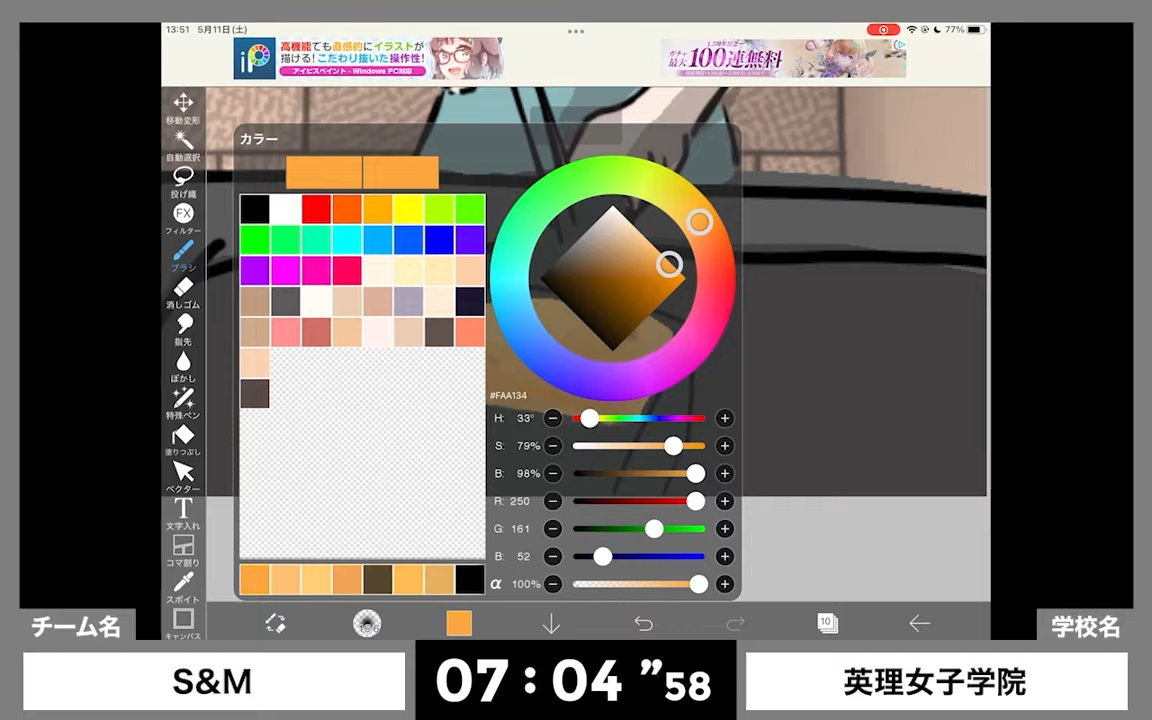 13:51 5月11日(土)
77%
iP
高機能でも直感的にイラストが
描ける!こだわり抜いた操作性!
アイビスペイント - Windows PC対応
ガチャ
最大100連無料
移動変形
自動選択
投げ縄
FX
フィルター
ブラシ
消しゴム
指先
ぼかし
特殊ペン
塗りつぶし
ベクター
T
文字入れ
コマ割り
スポイト
キャンバス
カラー
#FAA134
H: 33°
S: 79%
B: 98%
R: 250
G: 161
B: 52
α 100%
10
チーム名
学校名
S&M
07:04"58
英理女子学院